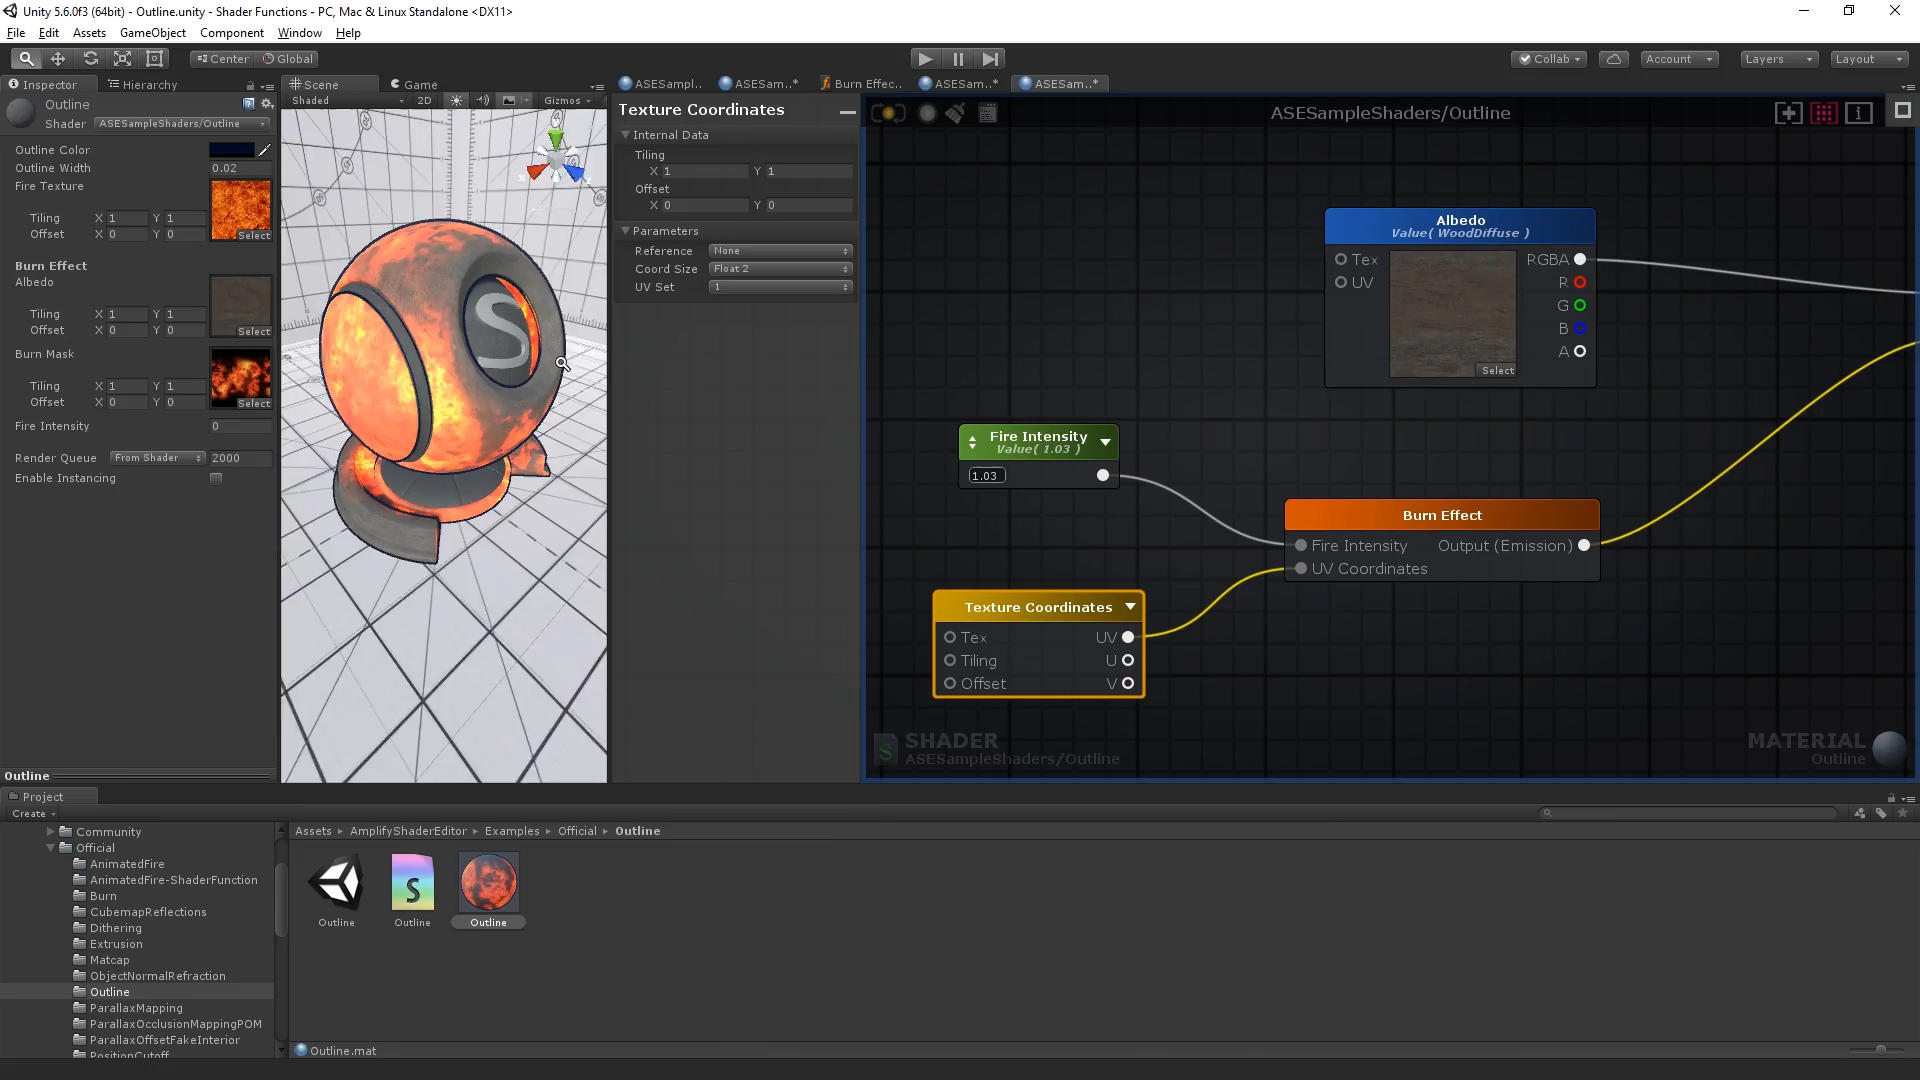 Unity 5.6.0f3 (64bit) - Outline.unity - Shader Functions - PC, Mac & Linux Standalone <DX11>
File Edit Assets GameObject Component Window Help
Center Global Collab Account Layers Layout
Inspector Hierarchy
Outline
Shader ASESampleShaders/Outline
Outline Color
Outline Width 0.02
Fire Texture
Tiling X 1 Y 1
Offset X 0 Y 0
Select
Burn Effect
Albedo
Tiling X 1 Y 1
Offset X 0 Y 0
Select
Burn Mask
Tiling X 1 Y 1
Offset X 0 Y 0
Select
Fire Intensity 0
Render Queue From Shader 2000
Enable Instancing
Outline
Scene Game
Shaded 2D Gizmos
S
ASESampl.. ASESam..* Burn Effec.. ASESam..* ASESam..*
Texture Coordinates
Internal Data
Tiling
X 1 Y 1
Offset
X 0 Y 0
Parameters
Reference None
Coord Size Float 2
UV Set 1
ASESampleShaders/Outline
Albedo
Value( WoodDiffuse )
Tex RGBA
UV R
G
B
A
Select
Fire Intensity
Value( 1.03 )
1.03
Burn Effect
Fire Intensity Output (Emission)
UV Coordinates
Texture Coordinates
Tex UV
Tiling U
Offset V
SHADER
ASESampleShaders/Outline
MATERIAL
Outline
Project
Create
Community
Official
AnimatedFire
AnimatedFire-ShaderFunction
Burn
CubemapReflections
Dithering
Extrusion
Matcap
ObjectNormalRefraction
Outline
ParallaxMapping
ParallaxOcclusionMappingPOM
ParallaxOffsetFakeInterior
PositionCutoff
Assets AmplifyShaderEditor Examples Official Outline
S
Outline Outline Outline
Outline.mat